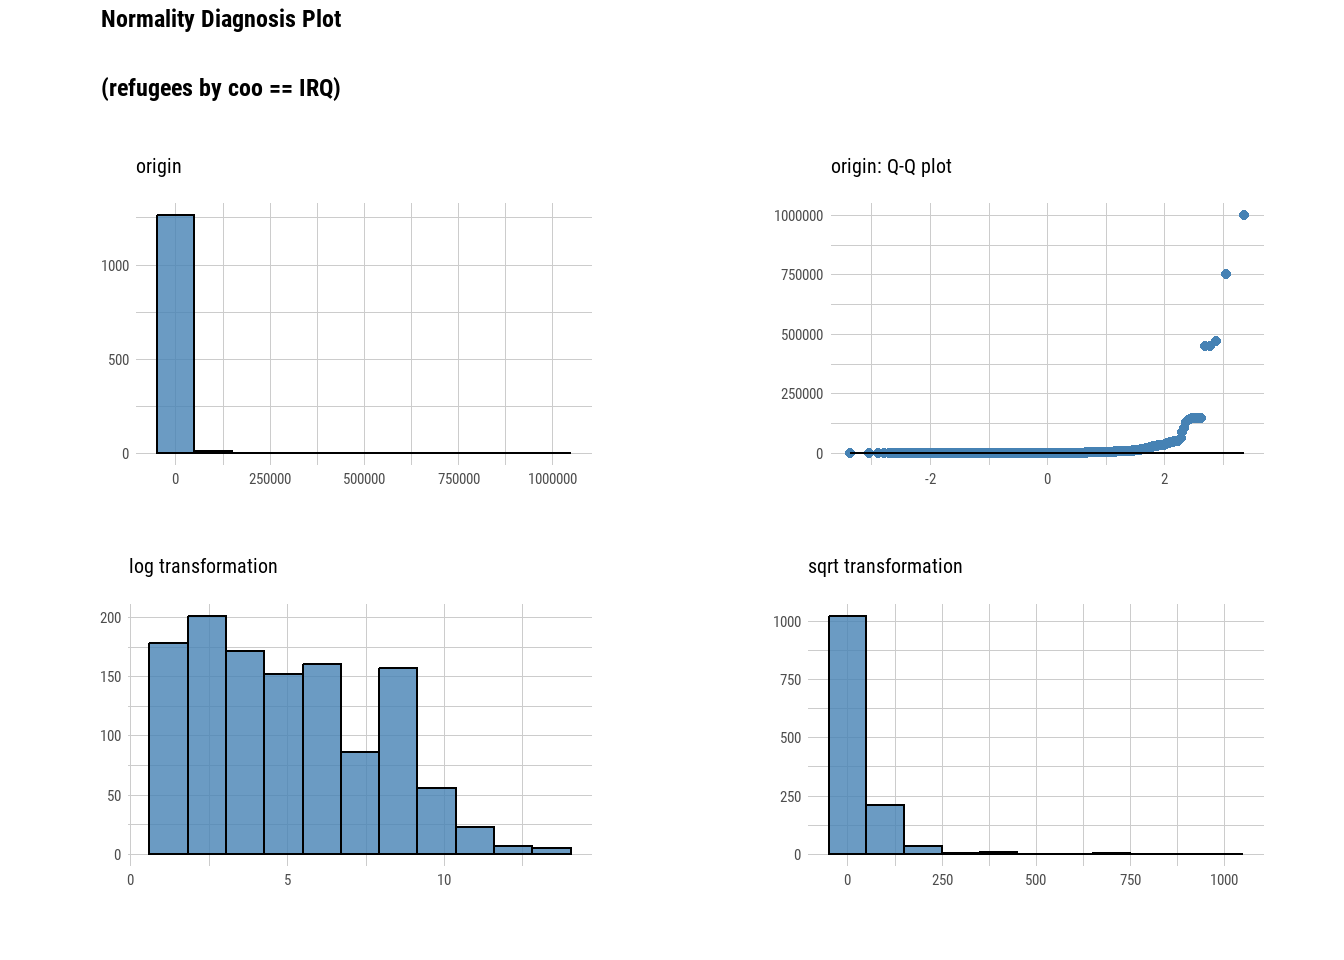 Normality Diagnosis Plot
(refugees by coo == IRQ)
origin
1000
500
0
0 250000 500000 750000 1000000
origin: Q-Q plot
1000000
750000
500000
250000
0
-2 0 2
log transformation
200
150
100
50
0
0 5 10
sqrt transformation
1000
750
500
250
0
0 250 500 750 1000